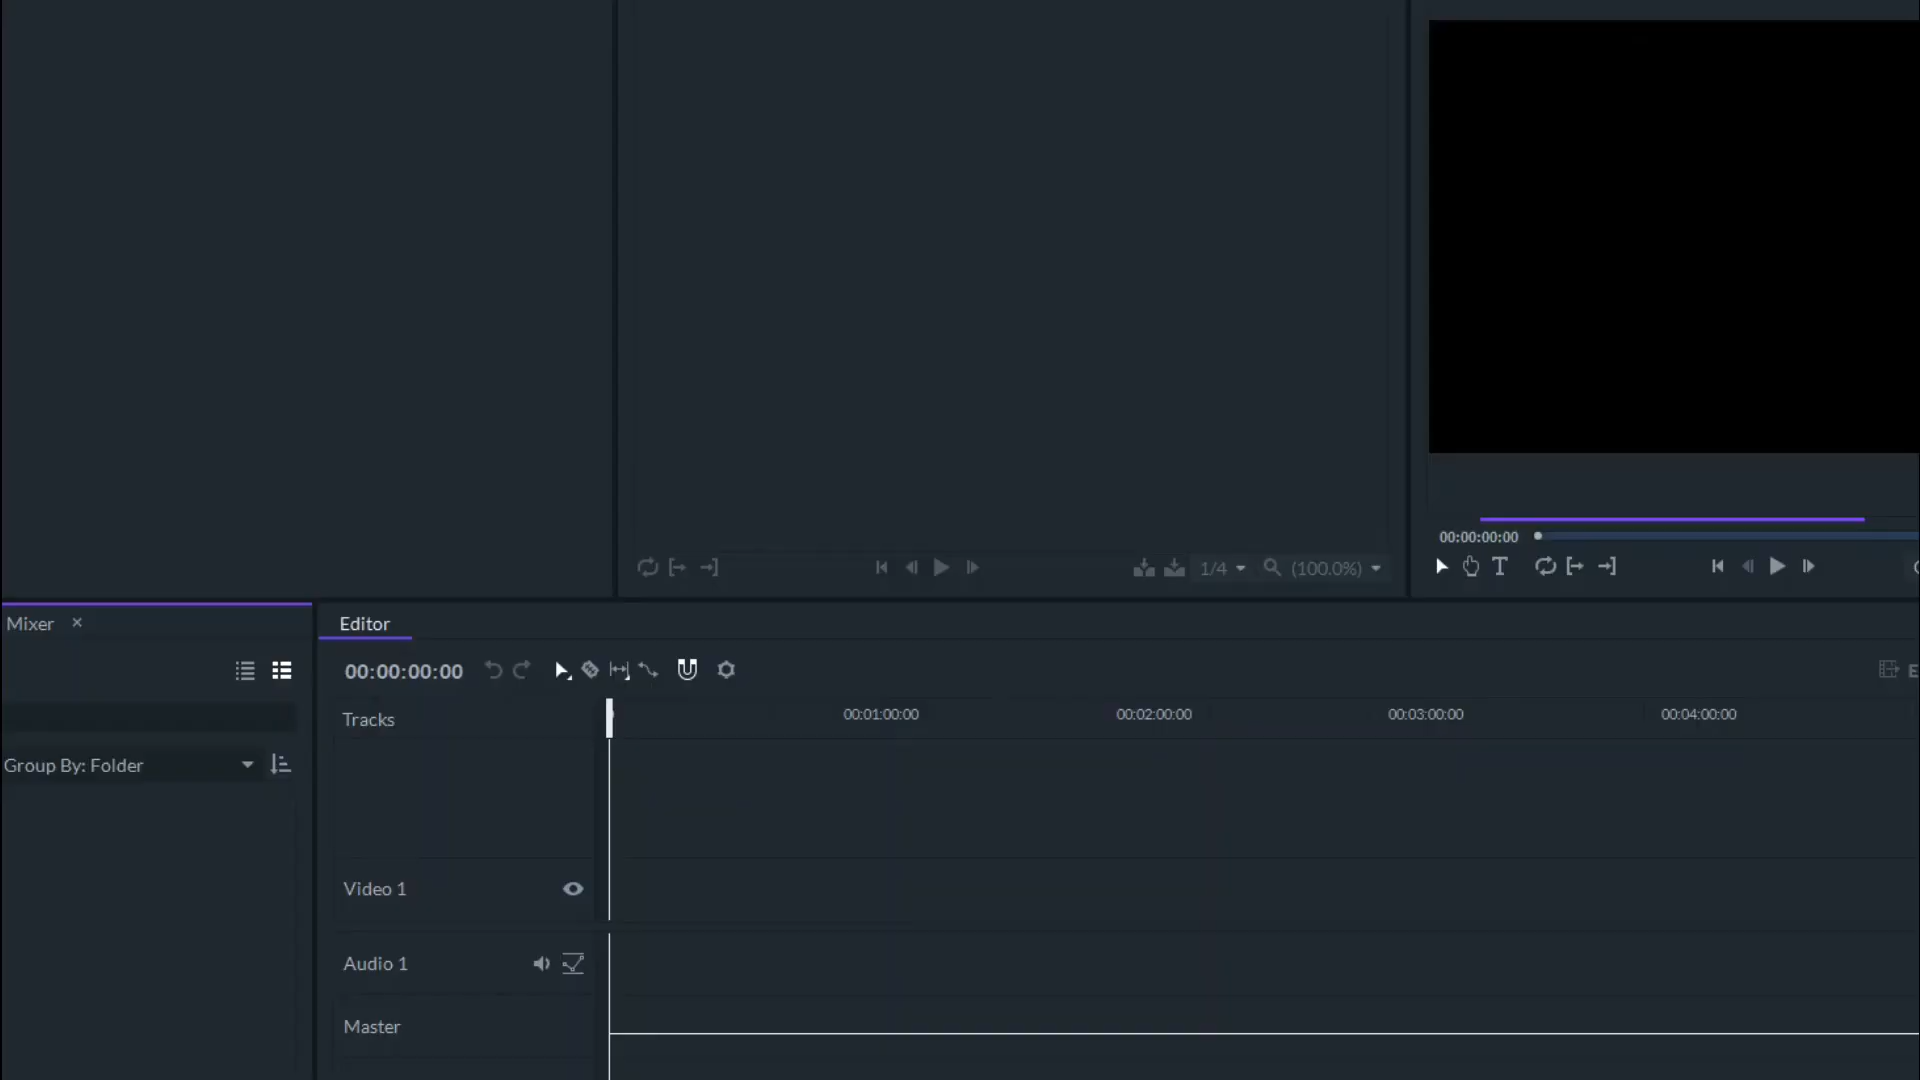 1/4 (100.0%)
00:00:00:00
T
Mixer ×
Group By: Folder
Editor
00:00:00:00
Tracks
00:01:00:00 00:02:00:00 00:03:00:00 00:04:00:00
Video 1
Audio 1
Master